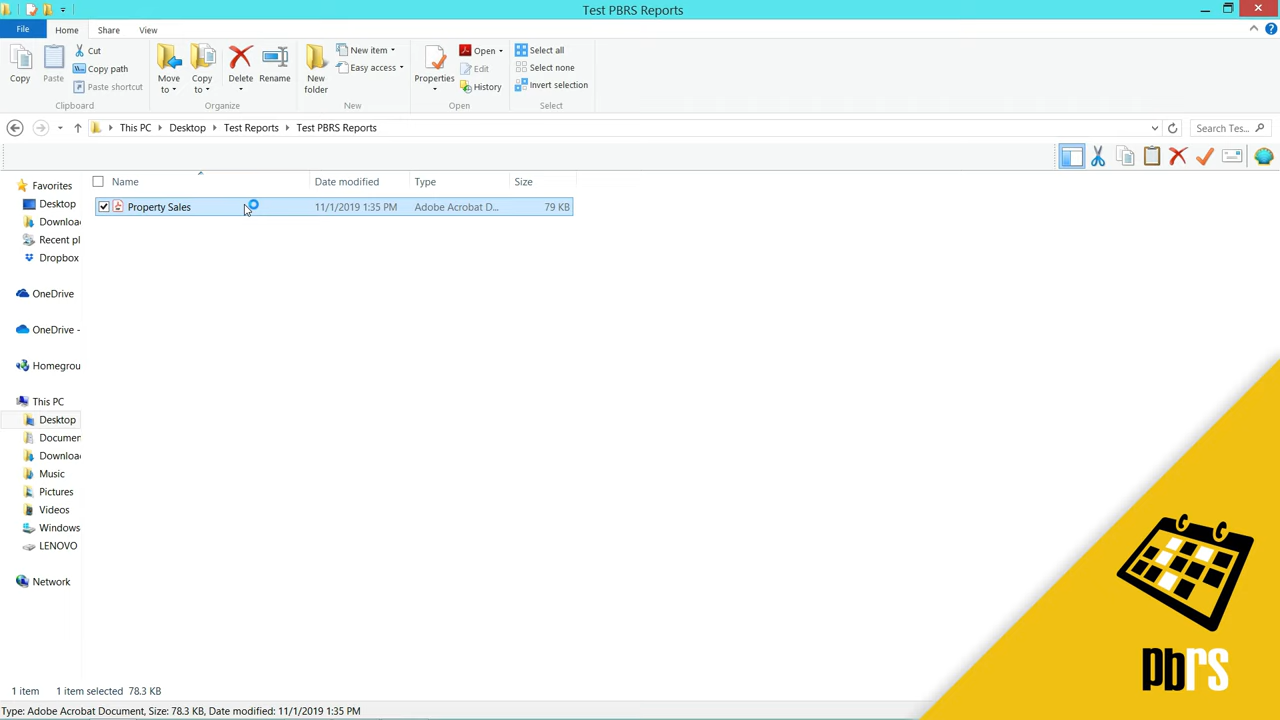 Test PBRS Reports
File Home Share View
Copy
Paste
Cut
Copy path
Paste shortcut
Clipboard
Move to
Copy to
Delete
Rename
Organize
New folder
New item
Easy access
New
Properties
Open
Edit
History
Open
Select all
Select none
Invert selection
Select
This PC Desktop Test Reports Test PBRS Reports
Search Tes...
Name Date modified Type Size
Property Sales 11/1/2019 1:35 PM Adobe Acrobat D... 79 KB
Favorites
Desktop
Downloa
Recent pl
Dropbox
OneDrive
OneDrive -
Homegrou
This PC
Desktop
Documen
Downloa
Music
Pictures
Videos
Windows
LENOVO
Network
pbrs
1 item 1 item selected 78.3 KB
Type: Adobe Acrobat Document, Size: 78.3 KB, Date modified: 11/1/2019 1:35 PM